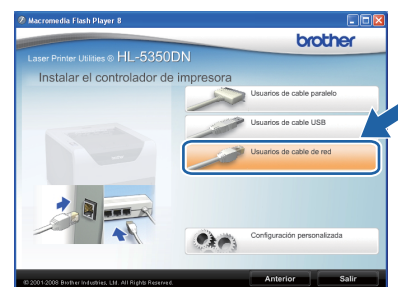 Macromedia Flash Player 8
brother
Laser Printer Utilities © HL-5350DN
Instalar el controlador de impresora
Usuarios de cable paralelo
Usuarios de cable USB
Usuarios de cable de red
Configuración personalizada
© 2001-2008 Brother Industries, Ltd. All Rights Reserved.
Anterior
Salir